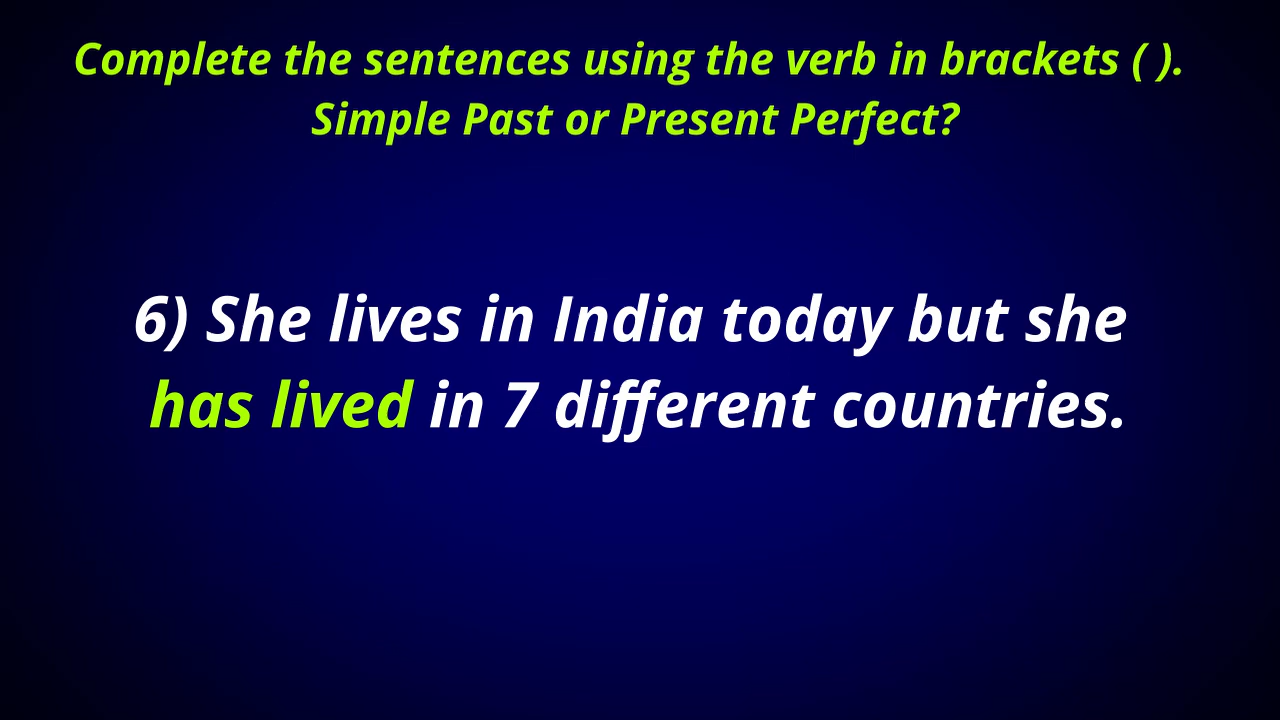 Complete the sentences using the verb in brackets ( ).
Simple Past or Present Perfect?
6) She lives in India today but she
has lived in 7 different countries.